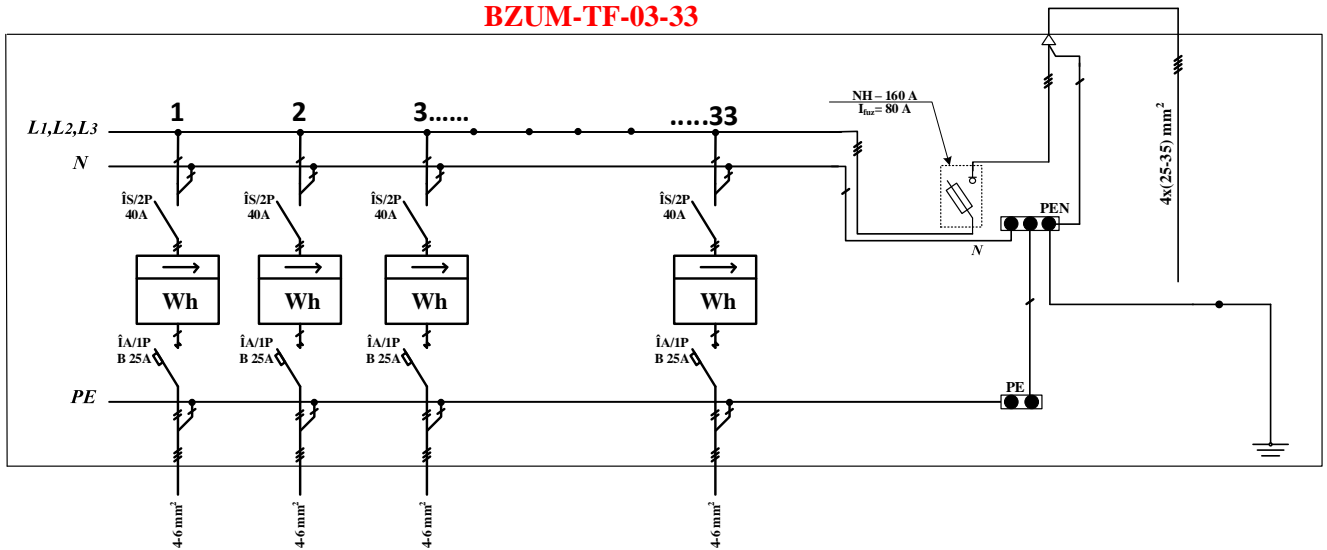 BZUM-TF-03-33
NH – 160 A
I_fuz= 80 A
1 2 3...... .....33
L1,L2,L3
N
4x(25-35) mm²
ÎS/2P
40A
ÎS/2P
40A
ÎS/2P
40A
ÎS/2P
40A
PEN
N
Wh Wh Wh Wh
ÎA/1P
B 25A
ÎA/1P
B 25A
ÎA/1P
B 25A
ÎA/1P
B 25A
PE
PE
4-6 mm²
4-6 mm²
4-6 mm²
4-6 mm²